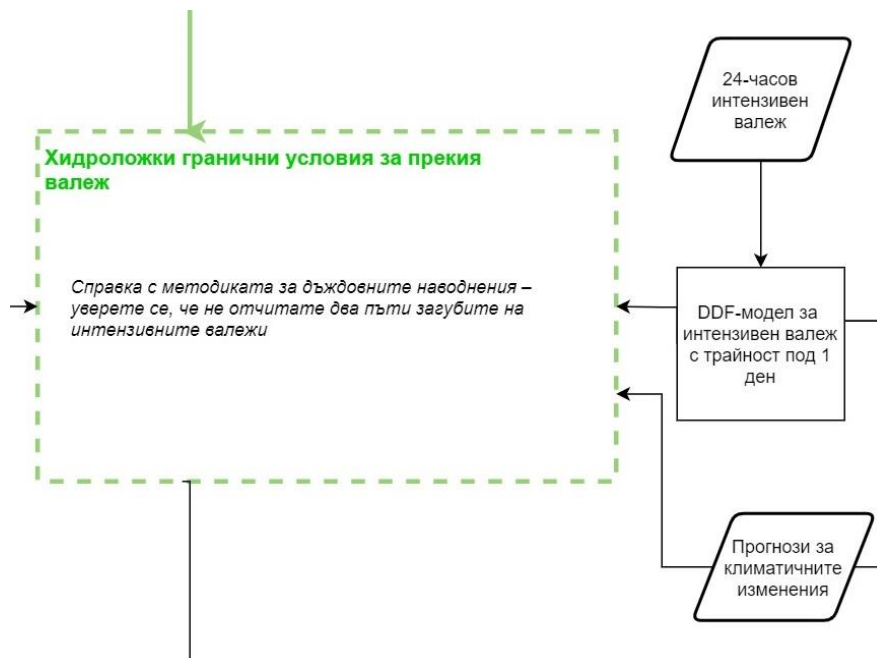 Хидроложки гранични условия за прекия
валеж
Справка с методиката за дъждовните наводнения –
уверете се, че не отчитате два пъти загубите на
интензивните валежи
24-часов
интензивен
валеж
DDF-модел за
интензивен валеж
с трайност под 1
ден
Прогнози за
климатичните
изменения